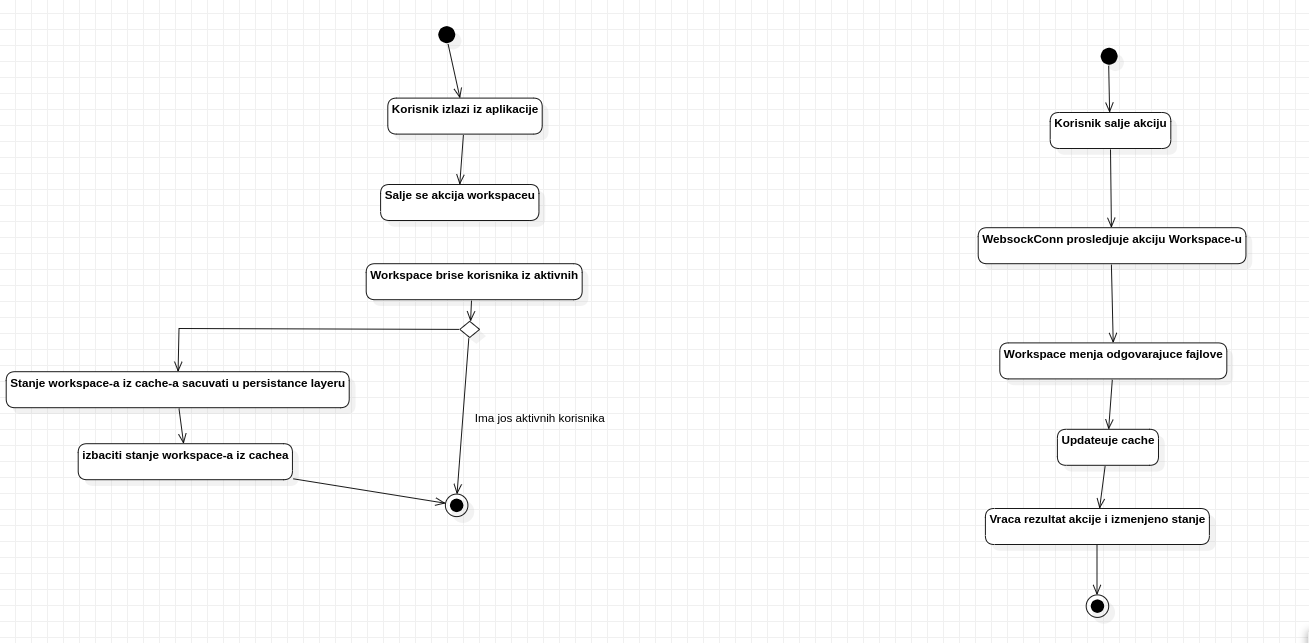 Korisnik izlazi iz aplikacije
Salje se akcija workspaceu
Workspace brise korisnika iz aktivnih
Stanje workspace-a iz cache-a sacuvati u persistance layeru
Ima jos aktivnih korisnika
izbaciti stanje workspace-a iz cachea
Korisnik salje akciju
WebsockConn prosledjuje akciju Workspace-u
Workspace menja odgovarajuce fajlove
Updateuje cache
Vraca rezultat akcije i izmenjeno stanje